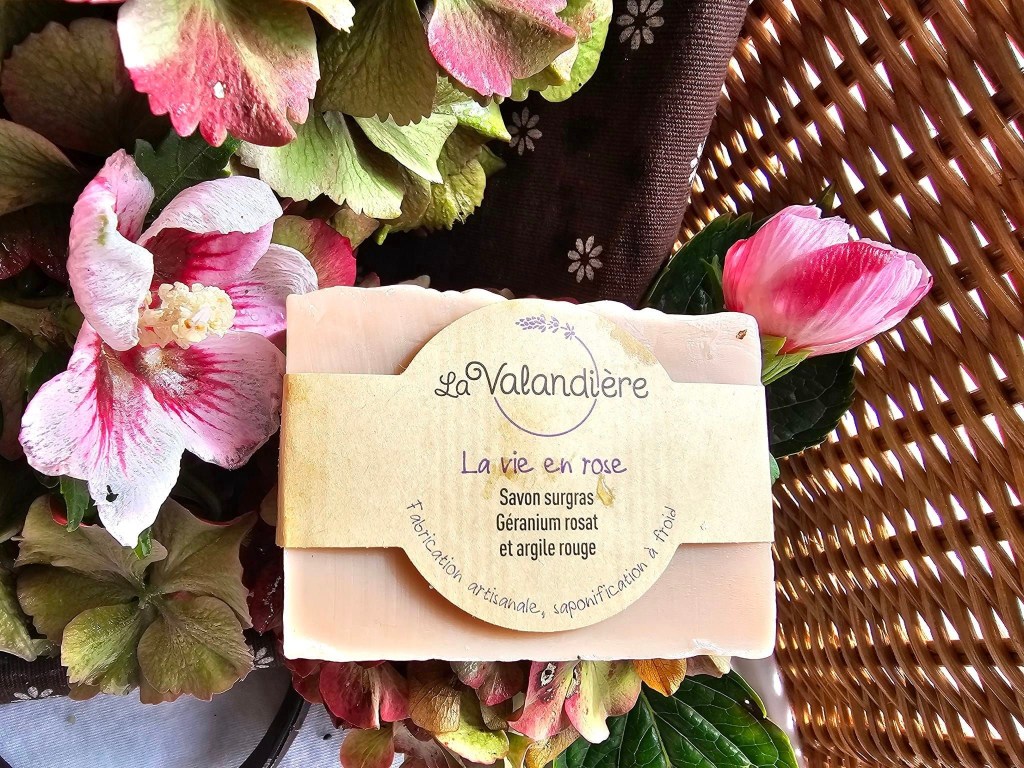 La Valandière
La vie en rose
Savon surgras
Géranium rosat
et argile rouge
Fabrication artisanale, saponification à froid